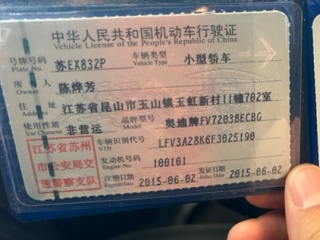 中华人民共和国机动车行驶证
Vehicle License of the People's Republic of China
号牌号码 苏EX832P 车辆类型 小型轿车
Plate No. Vehicle Type
所有人 陈烨芳
Owner
住址 江苏省昆山市玉山镇玉虹新村11幢702室
Address
使用性质 非营运 品牌型号 奥迪牌FV7203BECBG
Use Character Model
江苏省苏州市公安局交通警察支队
车辆识别代号 LFV3A28K6F3025190
VIN
发动机号码 100101
Engine No.
注册日期 2015-06-02 发证日期 2015-06-02
Register Date Issue Date